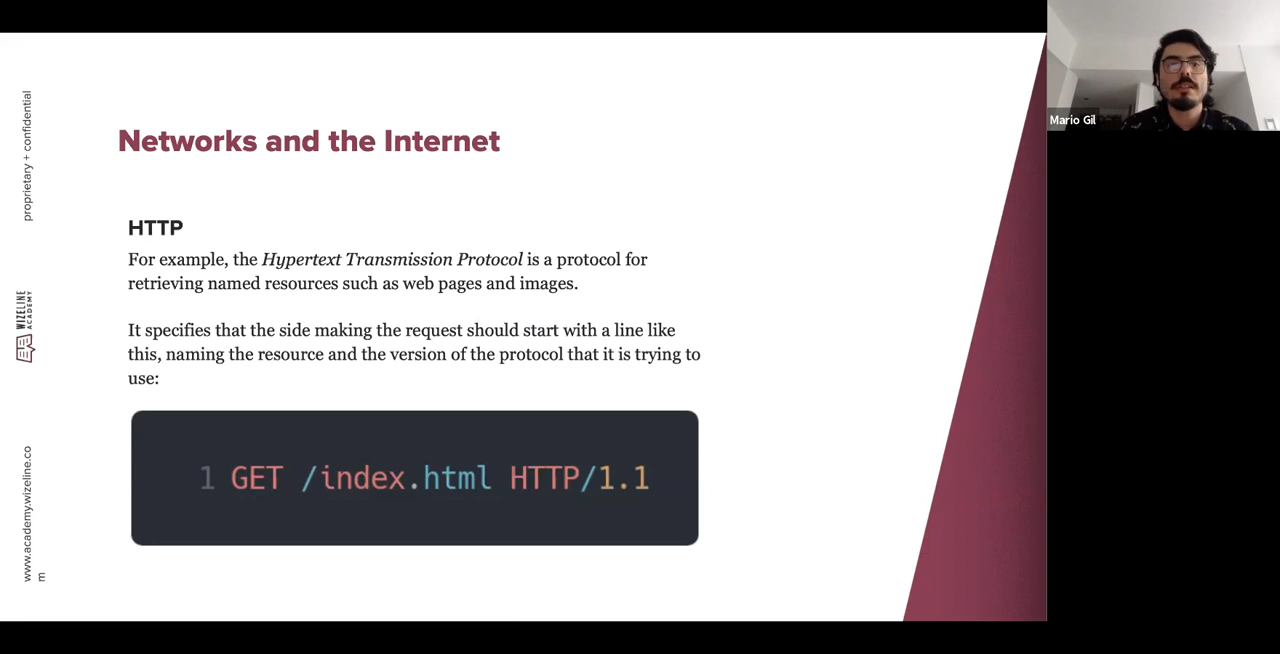 Networks and the Internet
HTTP
For example, the Hypertext Transmission Protocol is a protocol for
retrieving named resources such as web pages and images.
It specifies that the side making the request should start with a line like
this, naming the resource and the version of the protocol that it is trying to
use:
1 GET /index.html HTTP/1.1
proprietary + confidential
WIZELINE
ACADEMY
www.academy.wizeline.co
m
Mario Gil